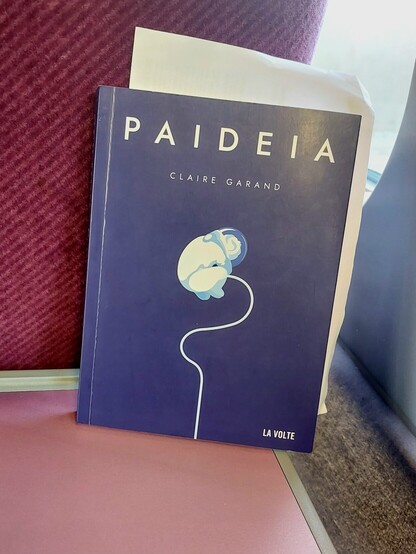 PAIDEIA
CLAIRE GARAND
LA VOLTE